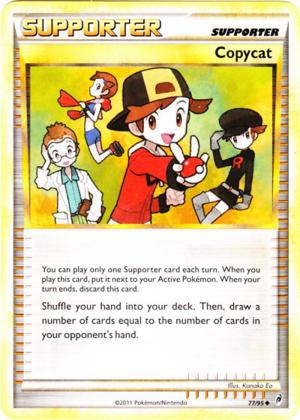 SUPPORTER
SUPPORTER
Copycat
You can play only one Supporter card each turn. When you
play this card, put it next to your Active Pokémon. When your
turn ends, discard this card.
Shuffle your hand into your deck. Then, draw a
number of cards equal to the number of cards in
your opponent's hand.
Illus. Kanako Eo
77/95
©2011 Pokémon/Nintendo